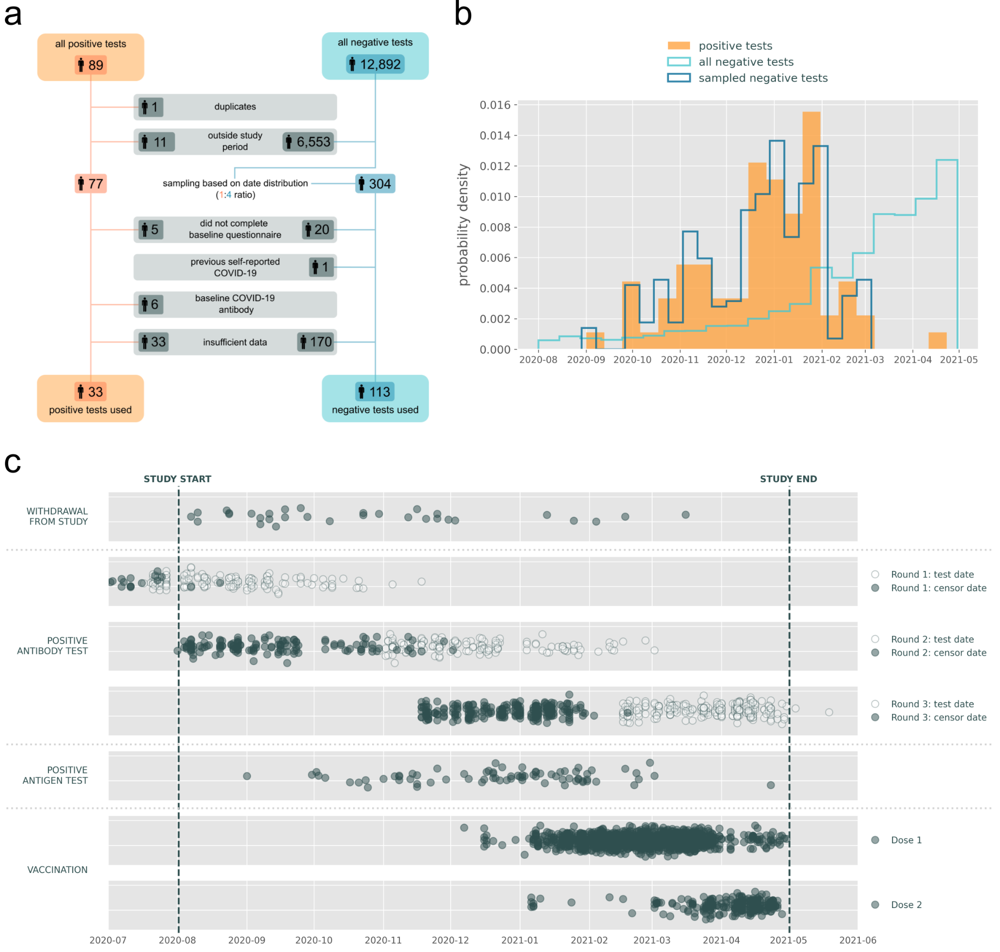 a
all positive tests
89
all negative tests
12,892
1
duplicates
11
outside study
period
6,553
77
sampling based on date distribution
(1:4 ratio)
304
5
did not complete
baseline questionnaire
20
previous self-reported
COVID-19
1
6
baseline COVID-19
antibody
33
insufficient data
170
33
positive tests used
113
negative tests used
b
positive tests
all negative tests
sampled negative tests
probability density
0.016
0.014
0.012
0.010
0.008
0.006
0.004
0.002
0.000
2020-08 2020-09 2020-10 2020-11 2020-12 2021-01 2021-02 2021-03 2021-04 2021-05
c
STUDY START
STUDY END
WITHDRAWAL
FROM STUDY
Round 1: test date
Round 1: censor date
POSITIVE
ANTIBODY TEST
Round 2: test date
Round 2: censor date
Round 3: test date
Round 3: censor date
POSITIVE
ANTIGEN TEST
VACCINATION
Dose 1
Dose 2
2020-07 2020-08 2020-09 2020-10 2020-11 2020-12 2021-01 2021-02 2021-03 2021-04 2021-05 2021-06